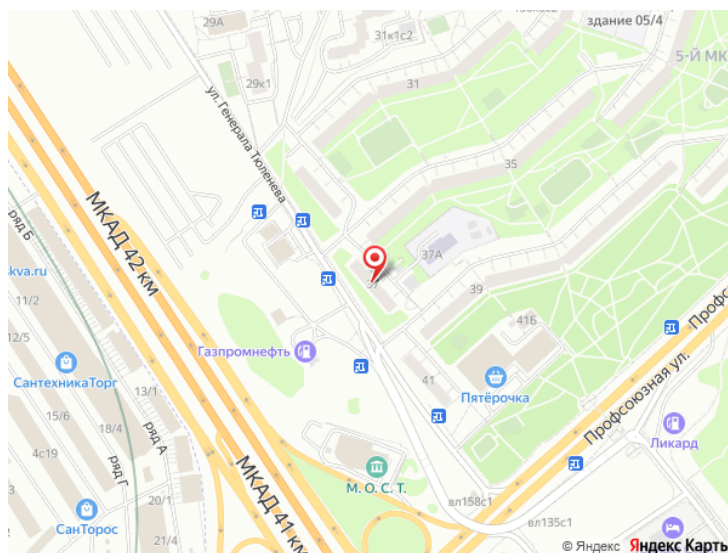 здание 05/4
29А
31к1с2
5-Й МК
29к1
31
ул. Генерала Тюленева
35
МКАД 42 км
ряд Б
37А
skva.ru
37
39
11/2
41Б
Профсоюзная ул.
12/5
Газпромнефть
СантехникаТорг
13/1
41
Пятёрочка
15/6
18/4
ряд А
Ликард
4с19
ряд Г
М. О. С. Т.
20/1
вл158с1
МКАД 41 км
вл135с1
СанТорос
21/4
© Яндекс Яндекс Карты